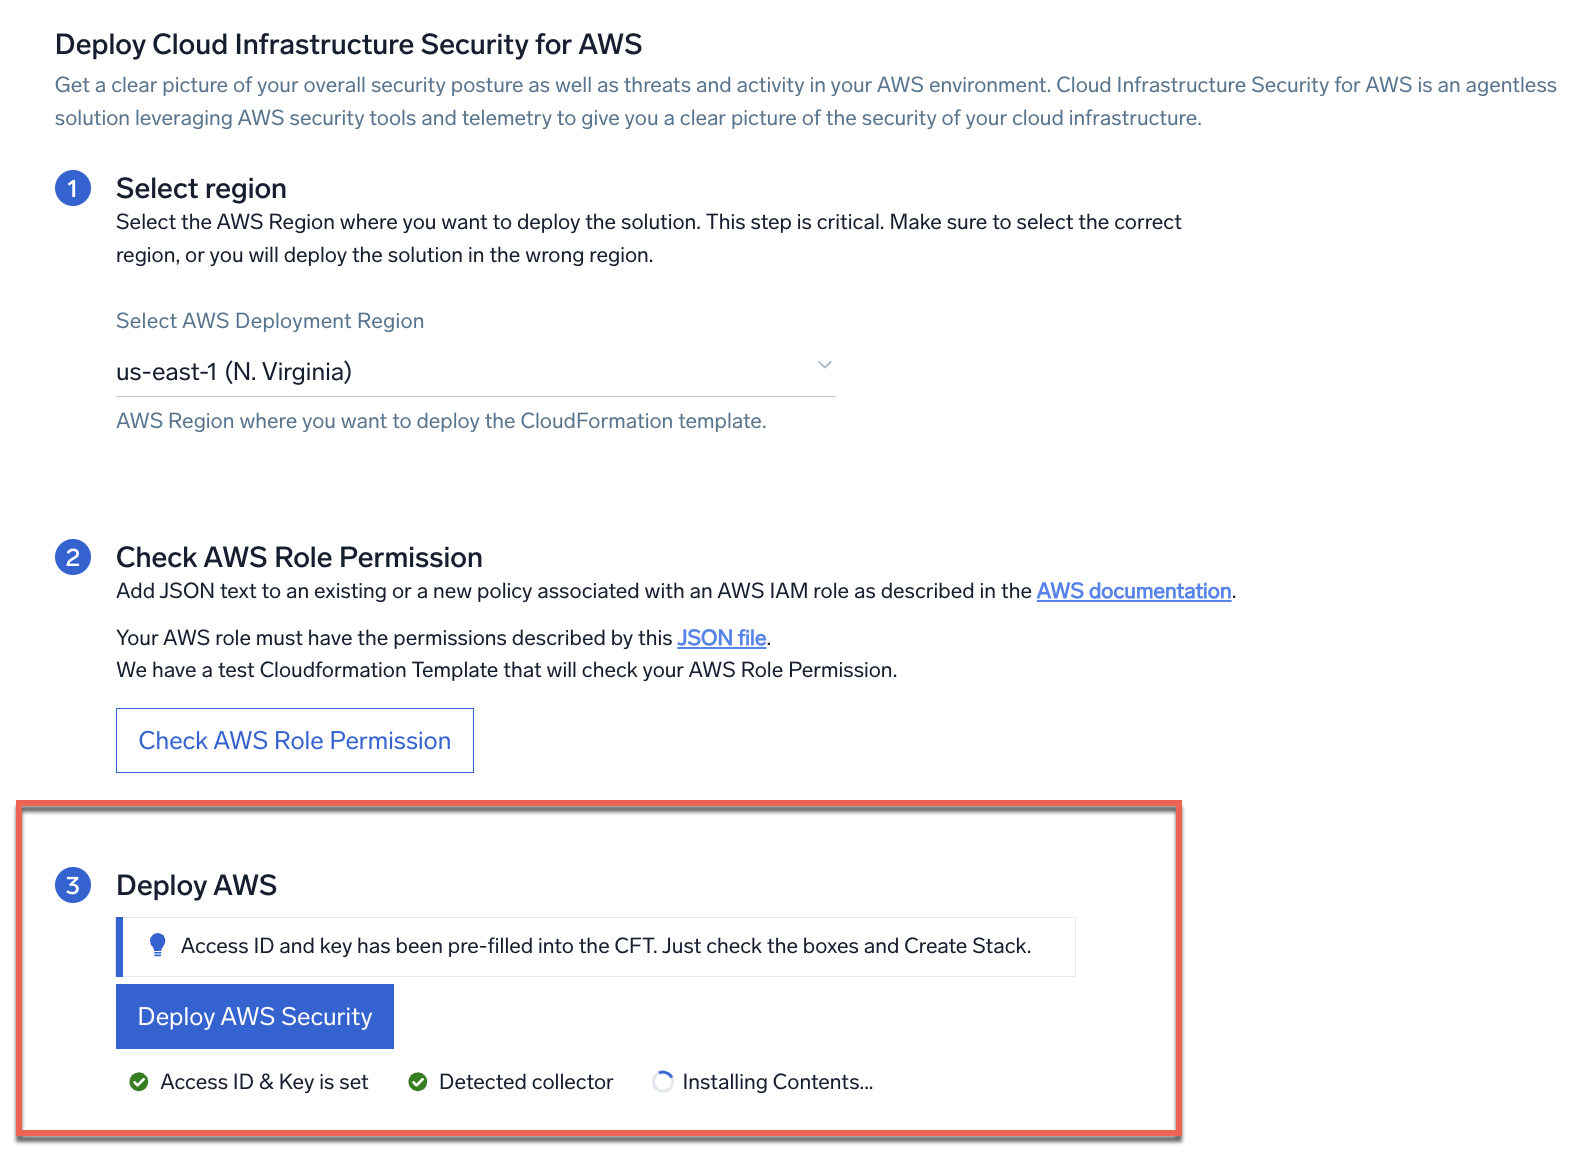 Deploy Cloud Infrastructure Security for AWS
Get a clear picture of your overall security posture as well as threats and activity in your AWS environment. Cloud Infrastructure Security for AWS is an agentless
solution leveraging AWS security tools and telemetry to give you a clear picture of the security of your cloud infrastructure.
1 Select region
Select the AWS Region where you want to deploy the solution. This step is critical. Make sure to select the correct
region, or you will deploy the solution in the wrong region.
Select AWS Deployment Region
us-east-1 (N. Virginia)
AWS Region where you want to deploy the CloudFormation template.
2 Check AWS Role Permission
Add JSON text to an existing or a new policy associated with an AWS IAM role as described in the AWS documentation.
Your AWS role must have the permissions described by this JSON file.
We have a test Cloudformation Template that will check your AWS Role Permission.
Check AWS Role Permission
3 Deploy AWS
Access ID and key has been pre-filled into the CFT. Just check the boxes and Create Stack.
Deploy AWS Security
Access ID & Key is set Detected collector Installing Contents...